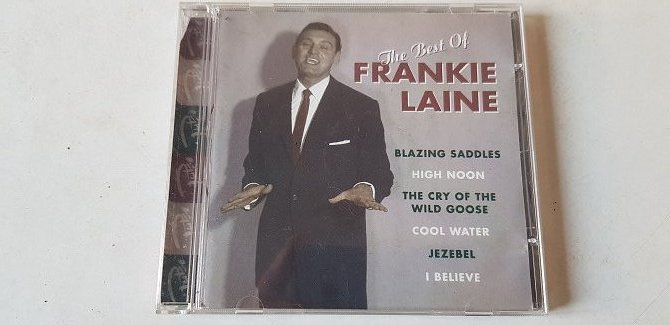 The Best Of
FRANKIE
LAINE
BLAZING SADDLES
HIGH NOON
THE CRY OF THE
WILD GOOSE
COOL WATER
JEZEBEL
I BELIEVE